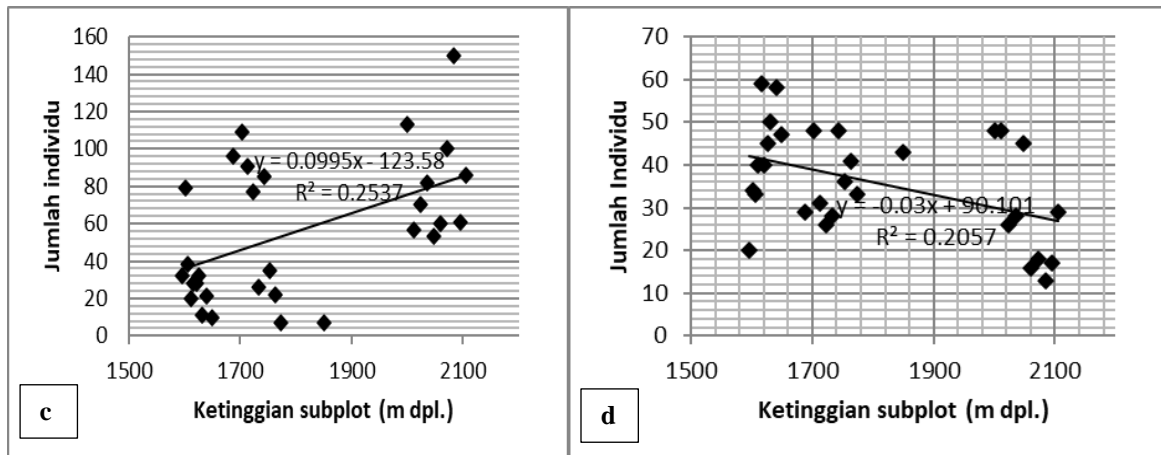 160
140
120
100
80
60
40
20
0
Jumlah individu
y = 0.0995x - 123.58
R² = 0.2537
1500 1700 1900 2100
Ketinggian subplot (m dpl.)
c
70
60
50
40
30
20
10
0
Jumlah Individu
y = -0.03x + 90.101
R² = 0.2057
1500 1700 1900 2100
Ketinggian subplot (m dpl.)
d